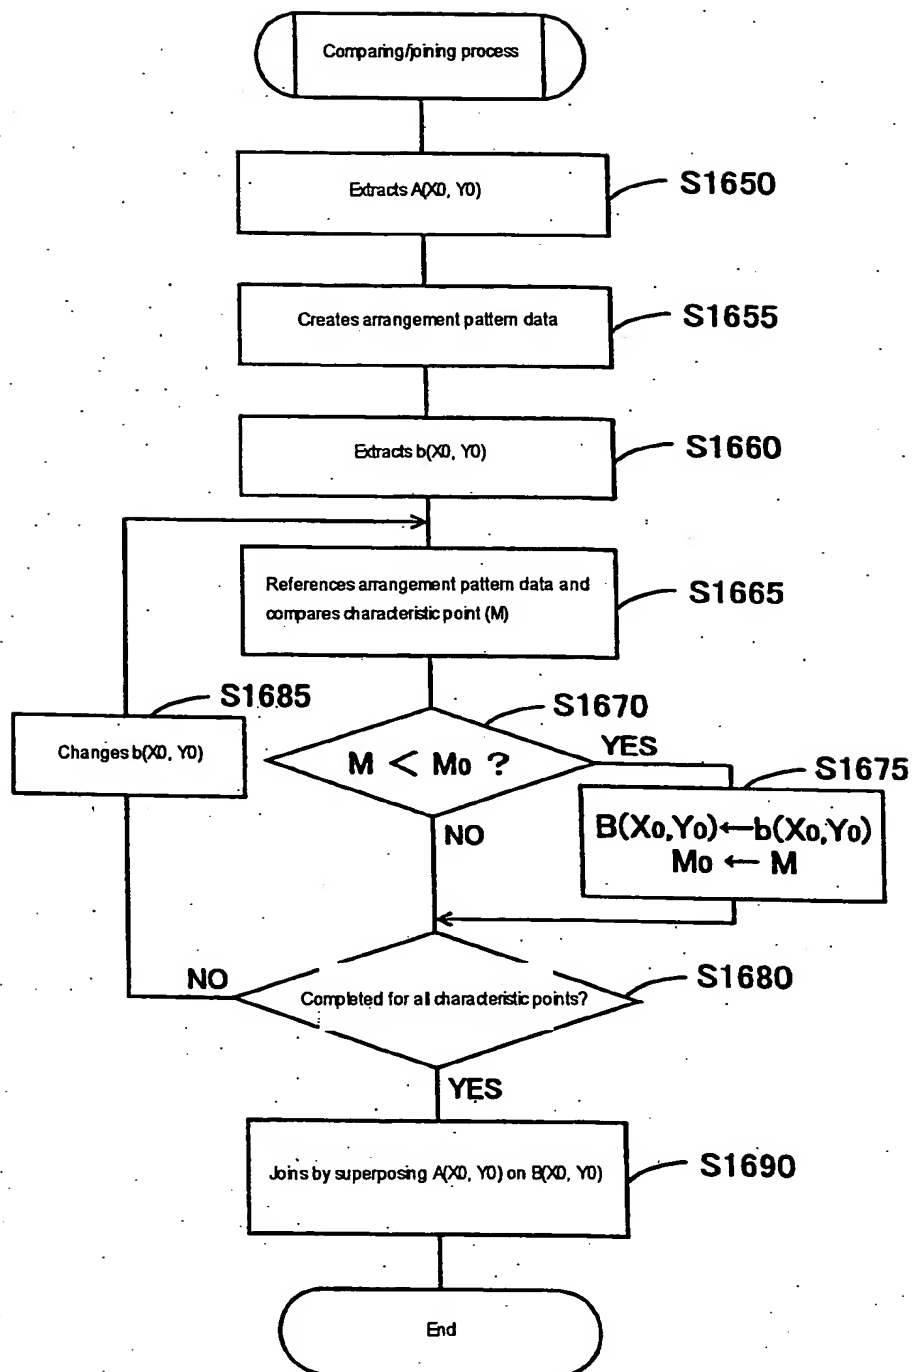 Comparing/joining process
Extracts A(X0, Y0)
S1650
Creates arrangement pattern data
S1655
Extracts b(X0, Y0)
S1660
References arrangement pattern data and
compares characteristic point (M)
S1665
S1685
Changes b(X0, Y0)
S1670
M < Mo ?
YES
NO
S1675
B(Xo,Yo)←b(Xo,Yo)
Mo ← M
NO
Completed for all characteristic points?
S1680
YES
Joins by superposing A(X0, Y0) on B(X0, Y0)
S1690
End